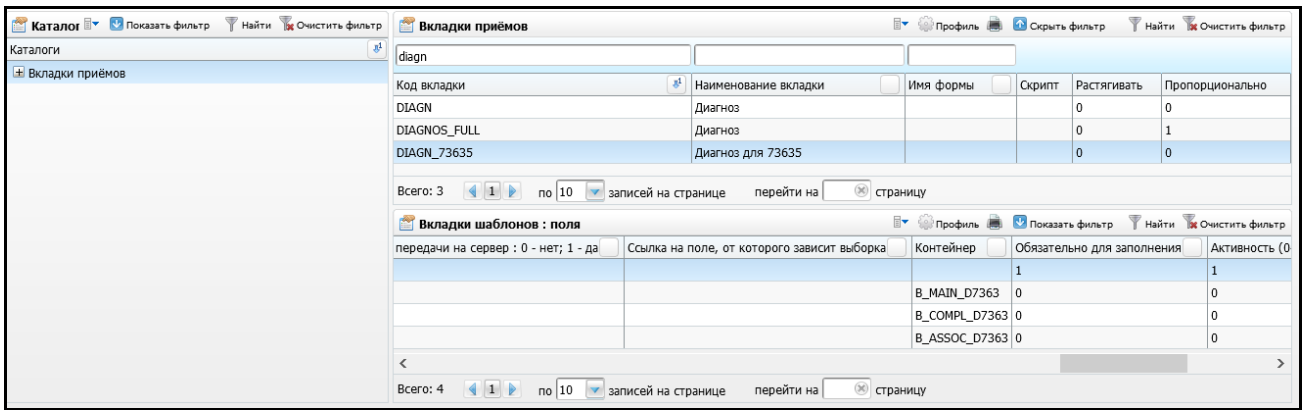 Каталог Показать фильтр Найти Очистить фильтр
Каталоги
Вкладки приёмов
Вкладки приёмов Профиль Скрыть фильтр Найти Очистить фильтр
diagn
Код вкладки Наименование вкладки Имя формы Скрипт Растягивать Пропорционально
DIAGN Диагноз 0 0
DIAGNOS_FULL Диагноз 0 1
DIAGN_73635 Диагноз для 73635 0 0
Всего: 3 1 по 10 записей на странице перейти на страницу
Вкладки шаблонов : поля Профиль Показать фильтр Найти Очистить фильтр
передачи на сервер : 0 - нет; 1 - да Ссылка на поле, от которого зависит выборка Контейнер Обязательно для заполнения Активность (0-
1 1
B_MAIN_D7363 0 0
B_COMPL_D7363 0 0
B_ASSOC_D7363 0 0
Всего: 4 1 по 10 записей на странице перейти на страницу